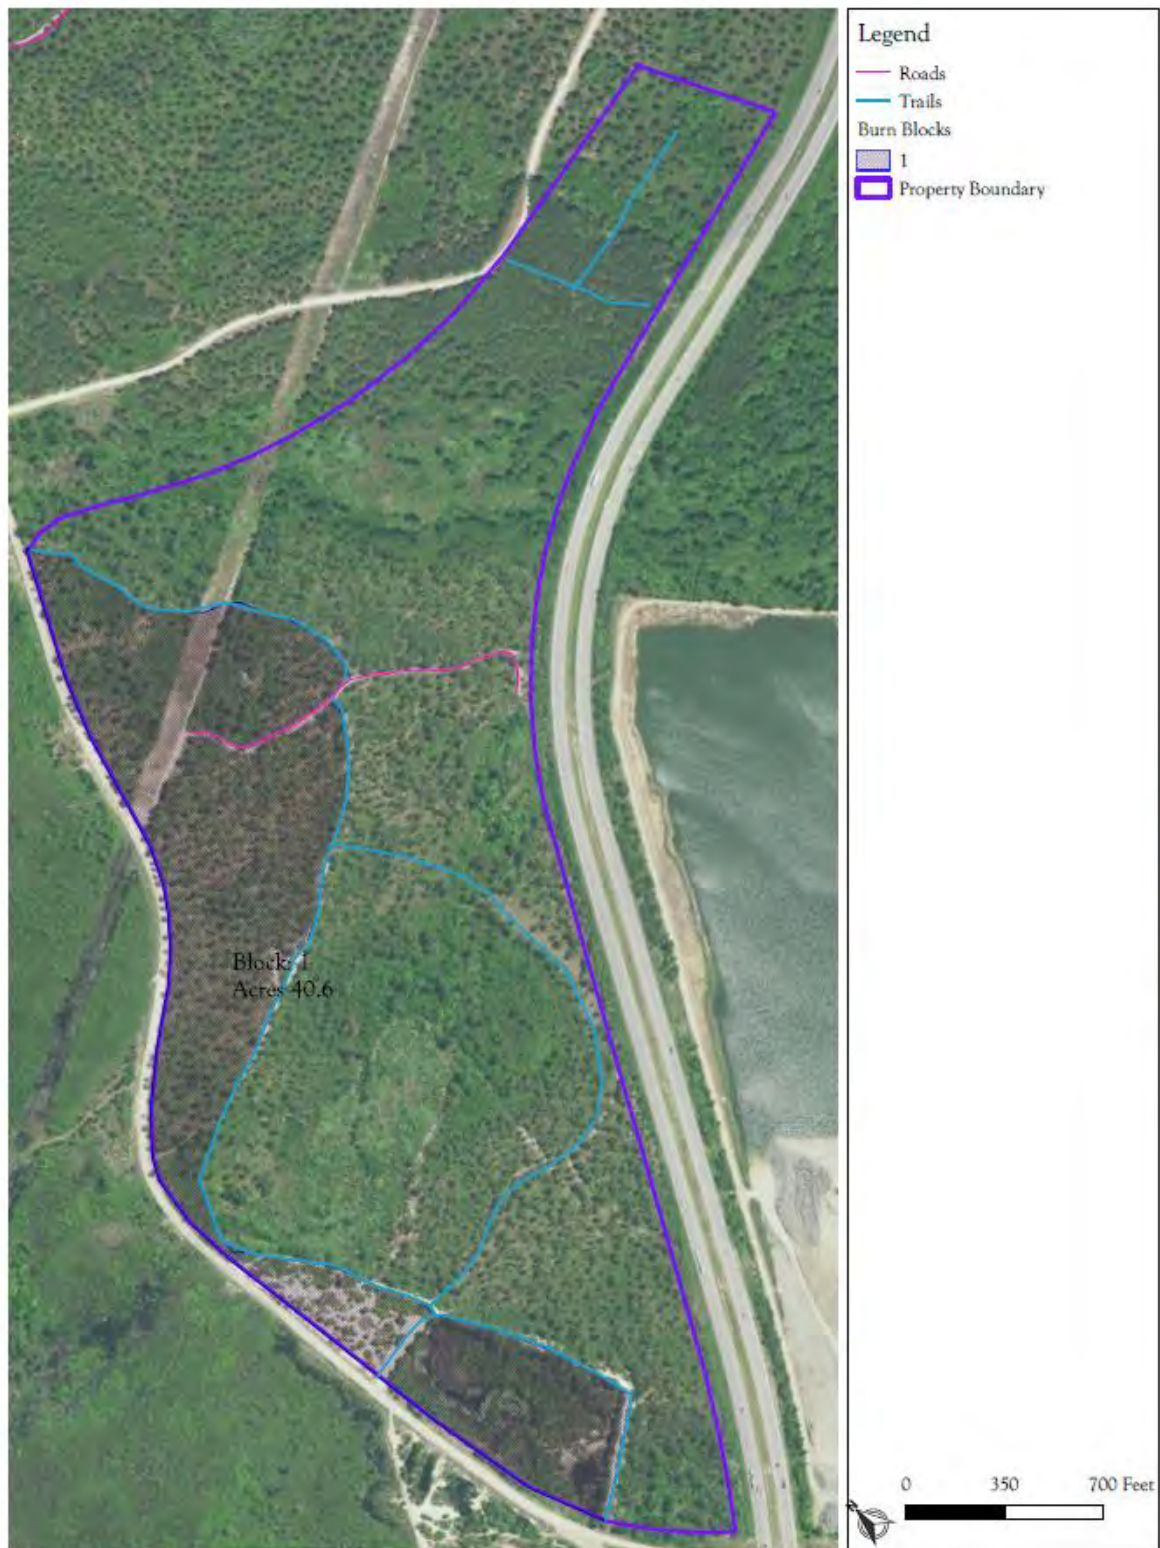 Legend
Roads
Trails
Burn Blocks
1
Property Boundary
Block: 1
Acres 40.6
0 350 700 Feet